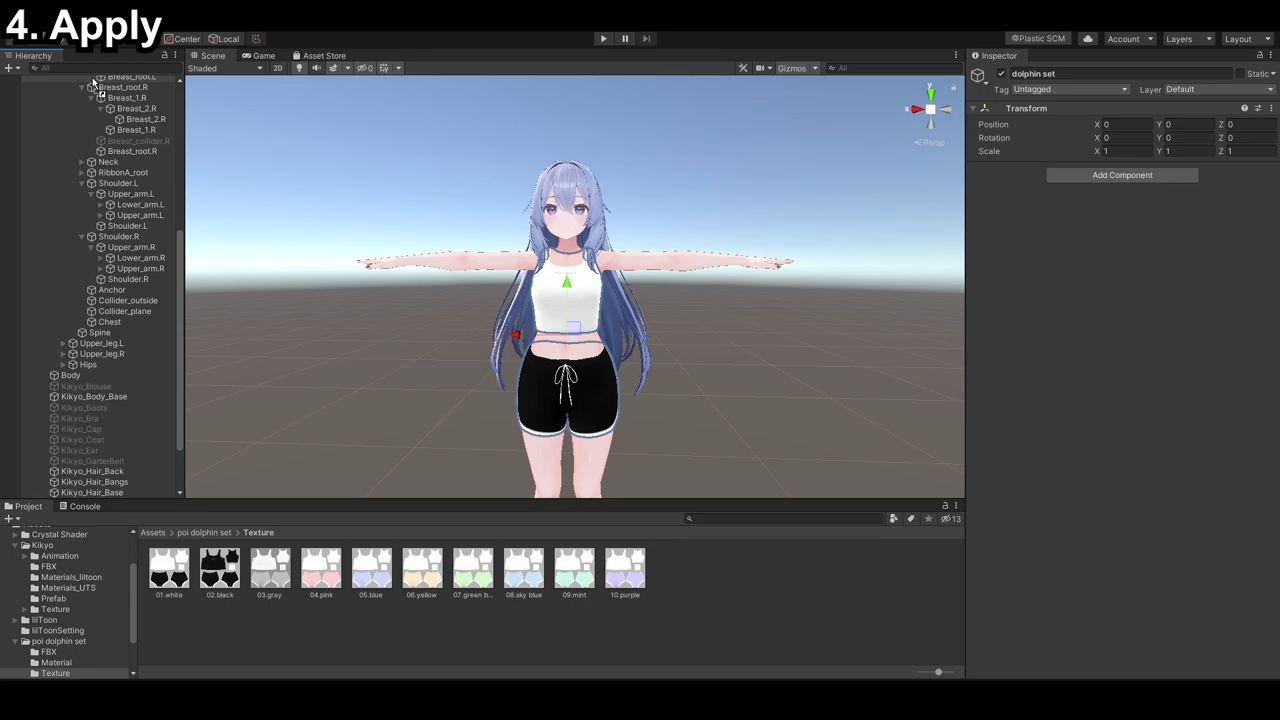 4. Apply
Center
Local
Plastic SCM
Account
Layers
Layout
Hierarchy
Scene
Game
Asset Store
Inspector
All
Shaded
2D
0
Gizmos
All
dolphin set
Static
Tag
Untagged
Layer
Default
Transform
Position
X
0
Y
0
Z
0
Rotation
X
0
Y
0
Z
0
Scale
X
1
Y
1
Z
1
Add Component
y
x
Persp
Breast_root.L
Breast_root.R
Breast_1.R
Breast_2.R
Breast_2.R
Breast_1.R
Breast_collider.R
Breast_root.R
Neck
RibbonA_root
Shoulder.L
Upper_arm.L
Lower_arm.L
Upper_arm.L
Shoulder.L
Shoulder.R
Upper_arm.R
Lower_arm.R
Upper_arm.R
Shoulder.R
Anchor
Collider_outside
Collider_plane
Chest
Spine
Upper_leg.L
Upper_leg.R
Hips
Body
Kikyo_Blouse
Kikyo_Body_Base
Kikyo_Boots
Kikyo_Bra
Kikyo_Cap
Kikyo_Coat
Kikyo_Ear
Kikyo_GarterBelt
Kikyo_Hair_Back
Kikyo_Hair_Bangs
Kikyo_Hair_Base
Project
Console
13
Crystal Shader
Kikyo
Animation
FBX
Materials_liltoon
Materials_UTS
Prefab
Texture
lilToon
lilToonSetting
poi dolphin set
FBX
Material
Texture
Assets
poi dolphin set
Texture
01.white
02.black
03.gray
04.pink
05.blue
06.yellow
07.green b...
08.sky blue
09.mint
10.purple